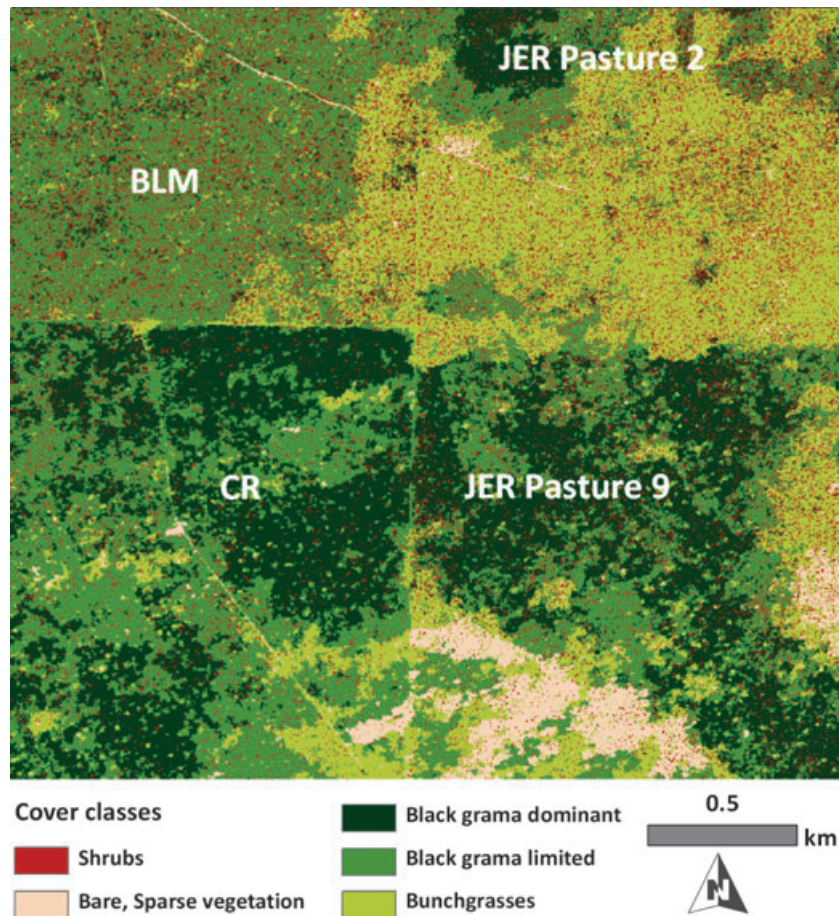 JER Pasture 2
BLM
CR
JER Pasture 9
Cover classes
Shrubs
Bare, Sparse vegetation
Black grama dominant
Black grama limited
Bunchgrasses
0.5
km
N